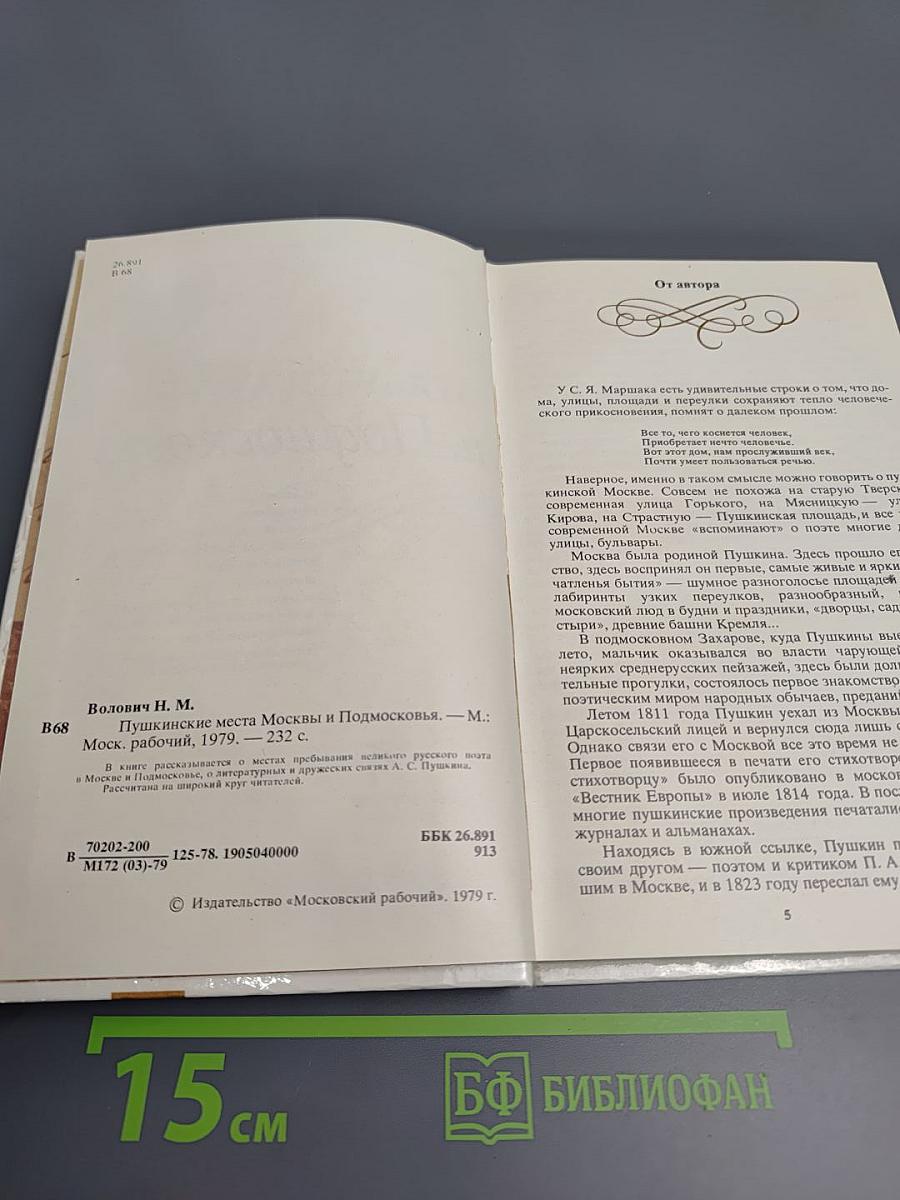 26.891
В 68
Волович Н. М.
В68 Пушкинские места Москвы и Подмосковья. — М.:
Моск. рабочий, 1979. — 232 с.
В книге рассказывается о местах пребывания великого русского поэта
в Москве и Подмосковье, о литературных и дружеских связях А. С. Пушкина.
Рассчитана на широкий круг читателей.
В 70202-200
М172 (03)-79 125-78. 1905040000
ББК 26.891
913
© Издательство «Московский рабочий». 1979 г.
От автора
У С. Я. Маршака есть удивительные строки о том, что до-
ма, улицы, площади и переулки сохраняют тепло человече-
ского прикосновения, помнят о далеком прошлом:
Все то, чего коснется человек,
Приобретает нечто человечье.
Вот этот дом, нам прослуживший век,
Почти умеет пользоваться речью.
Наверное, именно в таком смысле можно говорить о пу
кинской Москве. Совсем не похожа на старую Тверск
современная улица Горького, на Мясницкую — ул
Кирова, на Страстную — Пушкинская площадь, и все
современной Москве «вспоминают» о поэте многие д
улицы, бульвары.
Москва была родиной Пушкина. Здесь прошло ег
ство, здесь воспринял он первые, самые живые и ярки
чатленья бытия» — шумное разноголосье площадей
лабиринты узких переулков, разнообразный,
московский люд в будни и праздники, «дворцы, сад
стыри», древние башни Кремля...
В подмосковном Захарове, куда Пушкины вые
лето, мальчик оказывался во власти чарующей
неярких среднерусских пейзажей, здесь были дол
тельные прогулки, состоялось первое знакомство
поэтическим миром народных обычаев, предани
Летом 1811 года Пушкин уехал из Москвы
Царскосельский лицей и вернулся сюда лишь с
Однако связи его с Москвой все это время не
Первое появившееся в печати его стихотворе
стихотворцу» было опубликовано в москов
«Вестник Европы» в июле 1814 года. В пос
многие пушкинские произведения печатали
журналах и альманахах.
Находясь в южной ссылке, Пушкин п
своим другом — поэтом и критиком П. А.
шим в Москве, и в 1823 году переслал ему
5
15 см
БФ БИБЛИОФАН